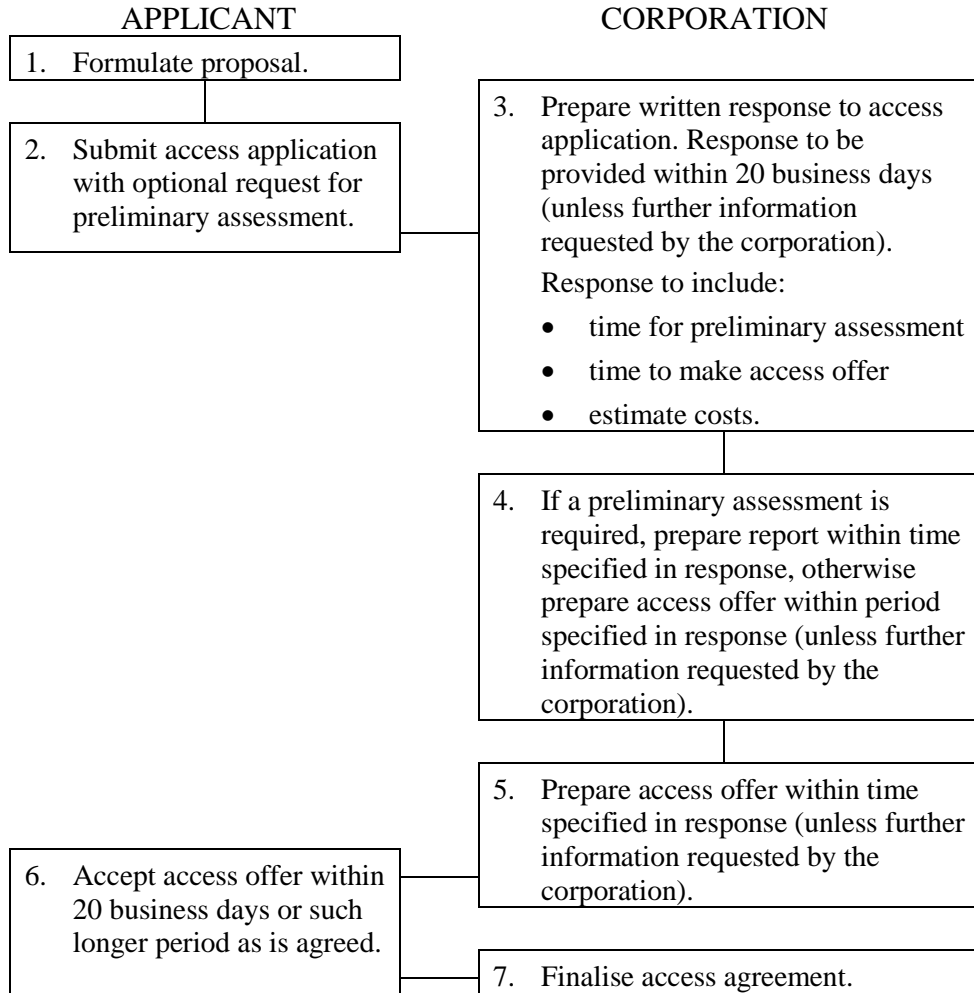 APPLICANT
CORPORATION
1. Formulate proposal.
2. Submit access application
with optional request for
preliminary assessment.
3. Prepare written response to access
application. Response to be
provided within 20 business days
(unless further information
requested by the corporation).
Response to include:
• time for preliminary assessment
• time to make access offer
• estimate costs.
4. If a preliminary assessment is
required, prepare report within time
specified in response, otherwise
prepare access offer within period
specified in response (unless further
information requested by the
corporation).
5. Prepare access offer within time
specified in response (unless further
information requested by the
corporation).
6. Accept access offer within
20 business days or such
longer period as is agreed.
7. Finalise access agreement.